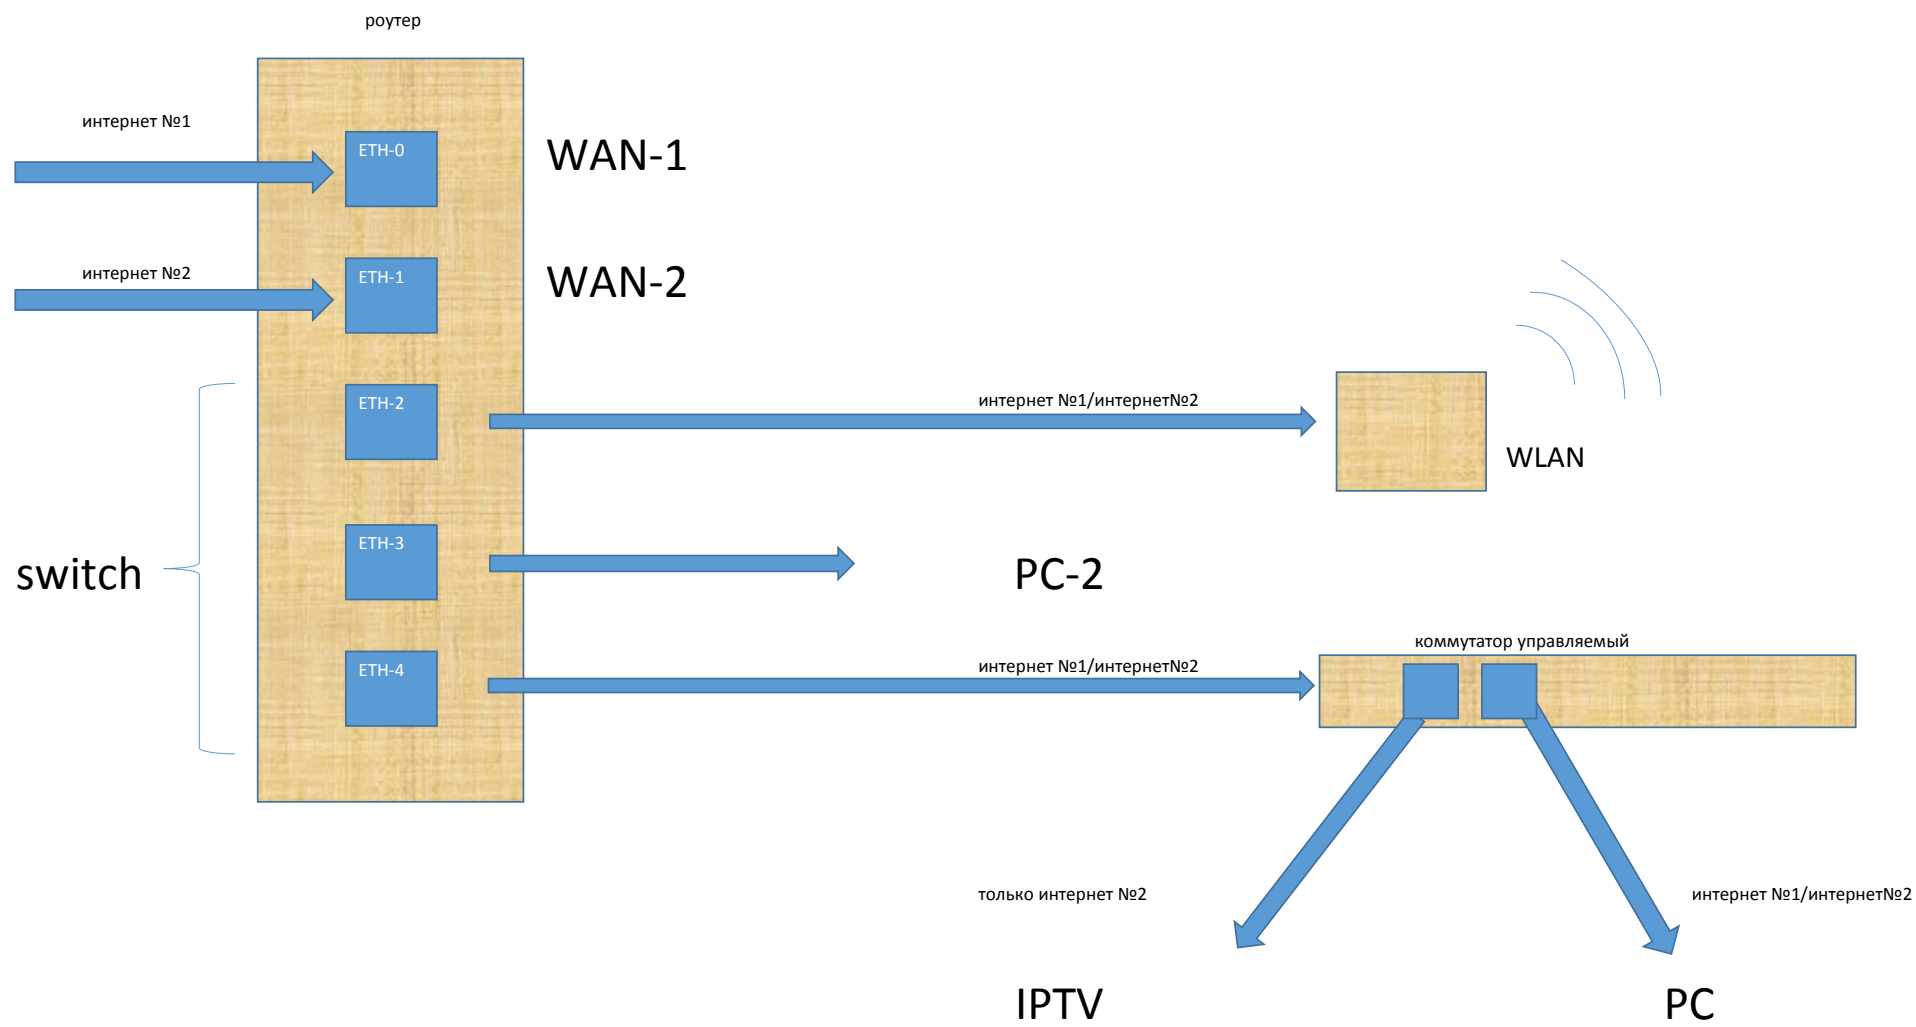 роутер
интернет №1
ETH-0
WAN-1
интернет №2
ETH-1
WAN-2
ETH-2
интернет №1/интернет№2
WLAN
switch
ETH-3
PC-2
ETH-4
интернет №1/интернет№2
коммутатор управляемый
только интернет №2
интернет №1/интернет№2
IPTV
PC